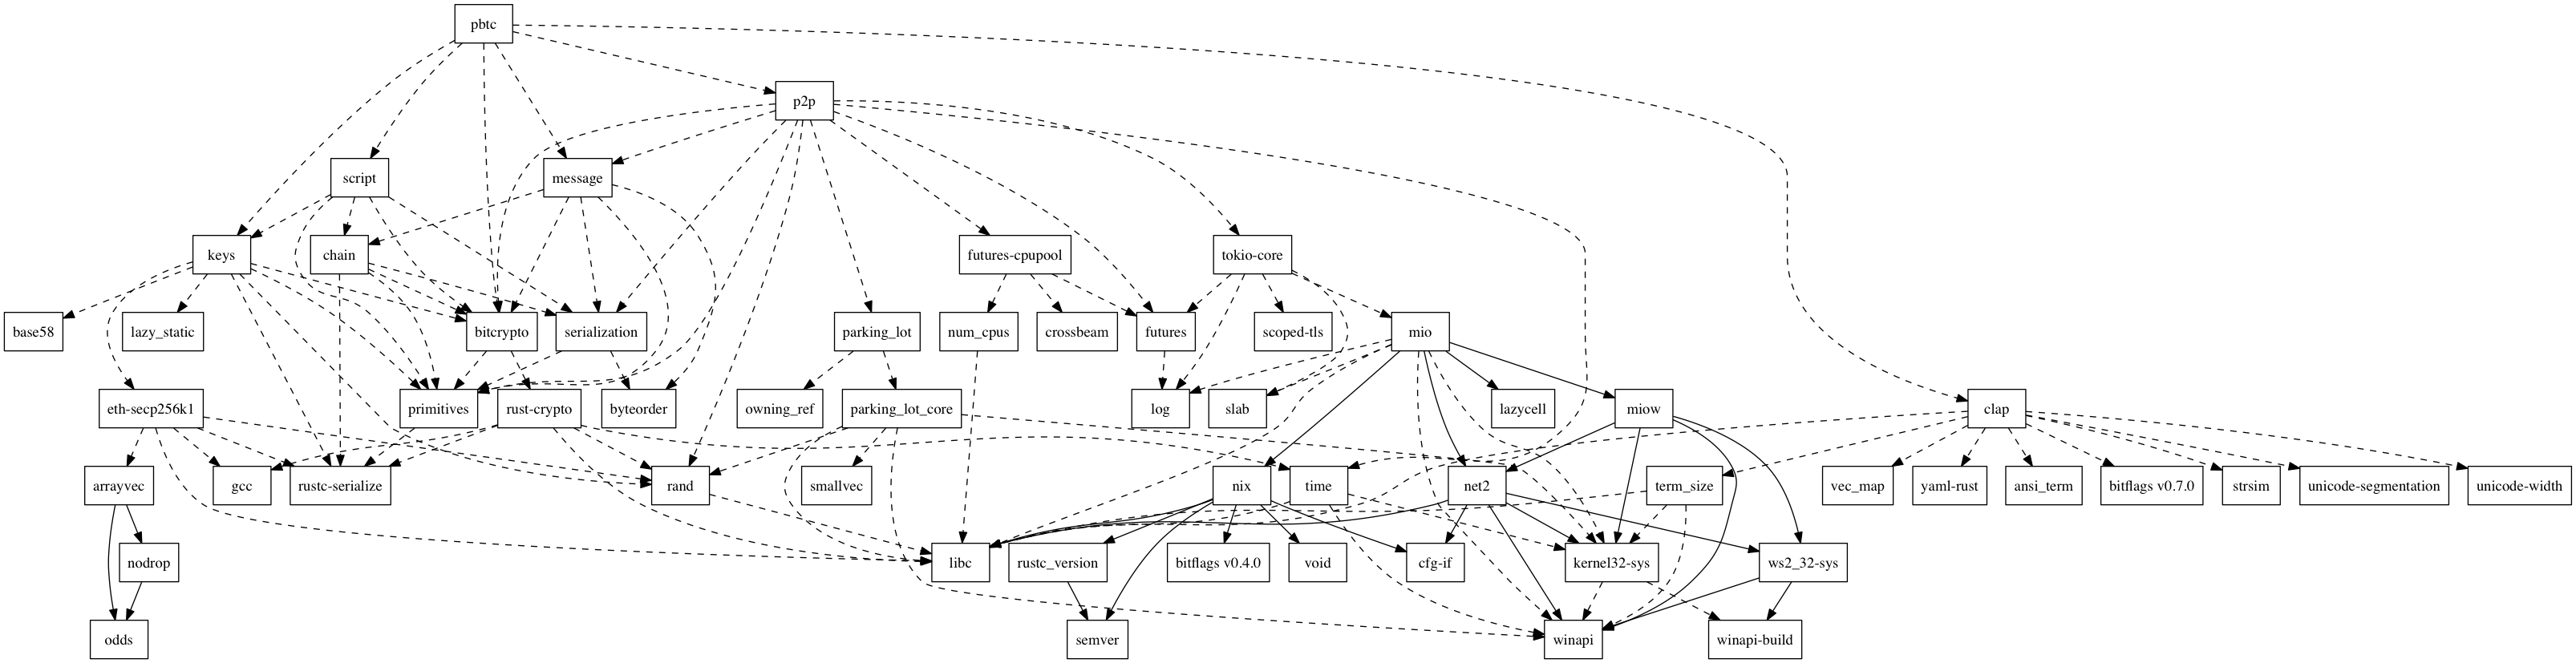 pbtc
p2p
script
message
keys
chain
futures-cpupool
tokio-core
base58
lazy_static
bitcrypto
serialization
parking_lot
num_cpus
crossbeam
futures
scoped-tls
mio
eth-secp256k1
primitives
rust-crypto
byteorder
owning_ref
parking_lot_core
log
slab
lazycell
miow
clap
arrayvec
gcc
rustc-serialize
rand
smallvec
nix
time
net2
term_size
vec_map
yaml-rust
ansi_term
bitflags v0.7.0
strsim
unicode-segmentation
unicode-width
nodrop
libc
rustc_version
bitflags v0.4.0
void
cfg-if
kernel32-sys
ws2_32-sys
odds
semver
winapi
winapi-build